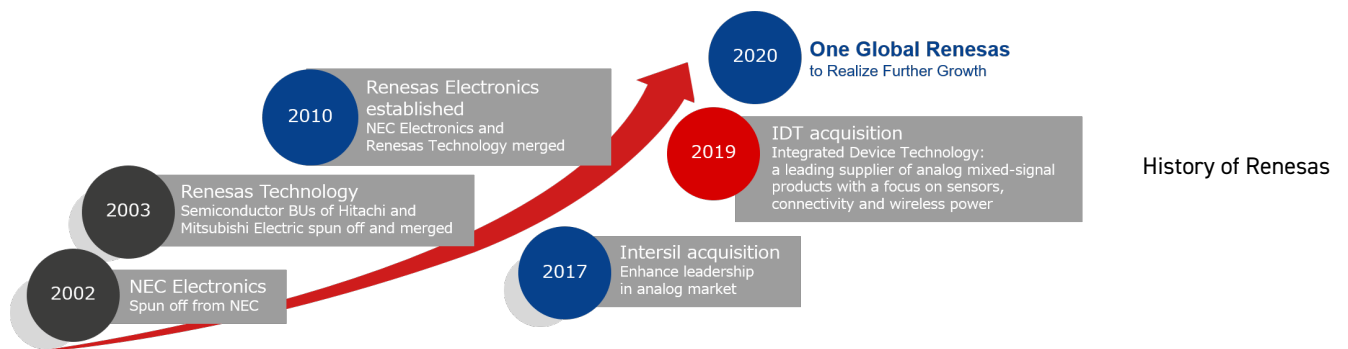 2020
One Global Renesas
to Realize Further Growth
2010
Renesas Electronics
established
NEC Electronics and
Renesas Technology merged
2019
IDT acquisition
Integrated Device Technology:
a leading supplier of analog mixed-signal
products with a focus on sensors,
connectivity and wireless power
History of Renesas
2003
Renesas Technology
Semiconductor BUs of Hitachi and
Mitsubishi Electric spun off and merged
2017
Intersil acquisition
Enhance leadership
in analog market
2002
NEC Electronics
Spun off from NEC